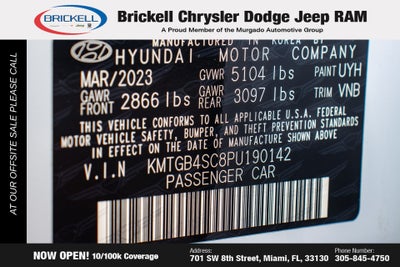 BRICKELL
Brickell Chrysler Dodge Jeep RAM
A Proud Member of the Murgado Automotive Group
AT OUR OFFSITE SALE PLEASE CALL
MANUFACTURED IN KOREA
HYUNDAI MOTOR COMPANY
MAR/2023 GVWR 5104 lbs PAINT UYH
GAWR FRONT 2866 lbs GAWR REAR 3097 lbs TRIM VNB
THIS VEHICLE CONFORMS TO ALL APPLICABLE U.S.A. FEDERAL
MOTOR VEHICLE SAFETY, BUMPER, AND THEFT PREVENTION STANDARDS
IN EFFECT ON THE DATE OF MANUFACTURE SHOWN ABOVE
V.I.N KMTGB4SC8PU190142
PASSENGER CAR
NOW OPEN! 10/100k Coverage
Address:
701 SW 8th Street, Miami, FL, 33130
Phone #:
305-845-4750